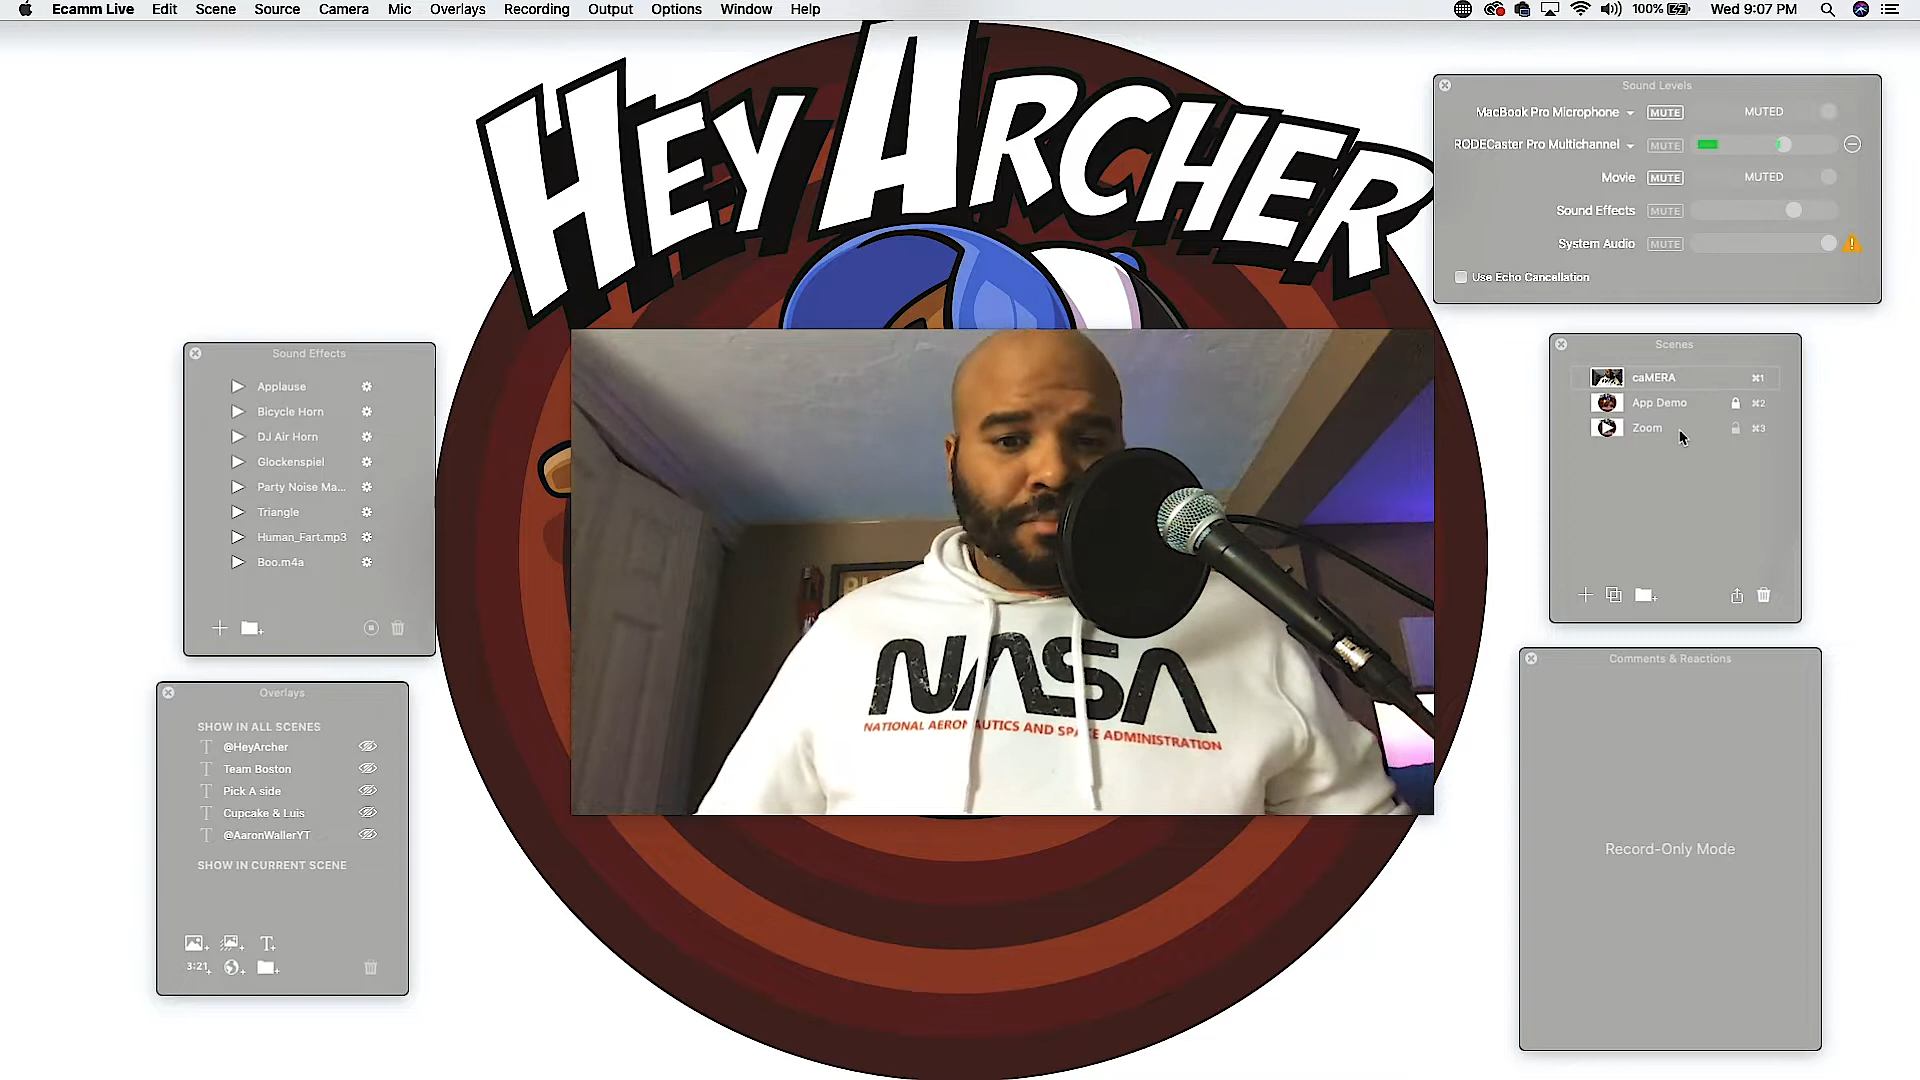 Ecamm Live Edit Scene Source Camera Mic Overlays Recording Output Options Window Help 100% Wed 9:07 PM
HEY ARCHER
Sound Levels
MacBook Pro Microphone MUTE MUTED
RODECaster Pro Multichannel MUTE
Movie MUTE MUTED
Sound Effects MUTE
System Audio MUTE
Use Echo Cancellation
Sound Effects
Applause
Bicycle Horn
DJ Air Horn
Glockenspiel
Party Noise Ma...
Triangle
Human_Fart.mp3
Boo.m4a
Scenes
caMERA ⌘1
App Demo ⌘2
Zoom ⌘3
NASA
NATIONAL AERONAUTICS AND SPACE ADMINISTRATION
Overlays
SHOW IN ALL SCENES
T @HeyArcher
T Team Boston
T Pick A side
T Cupcake & Luis
T @AaronWallerYT
SHOW IN CURRENT SCENE
T+
3:21+
Comments & Reactions
Record-Only Mode